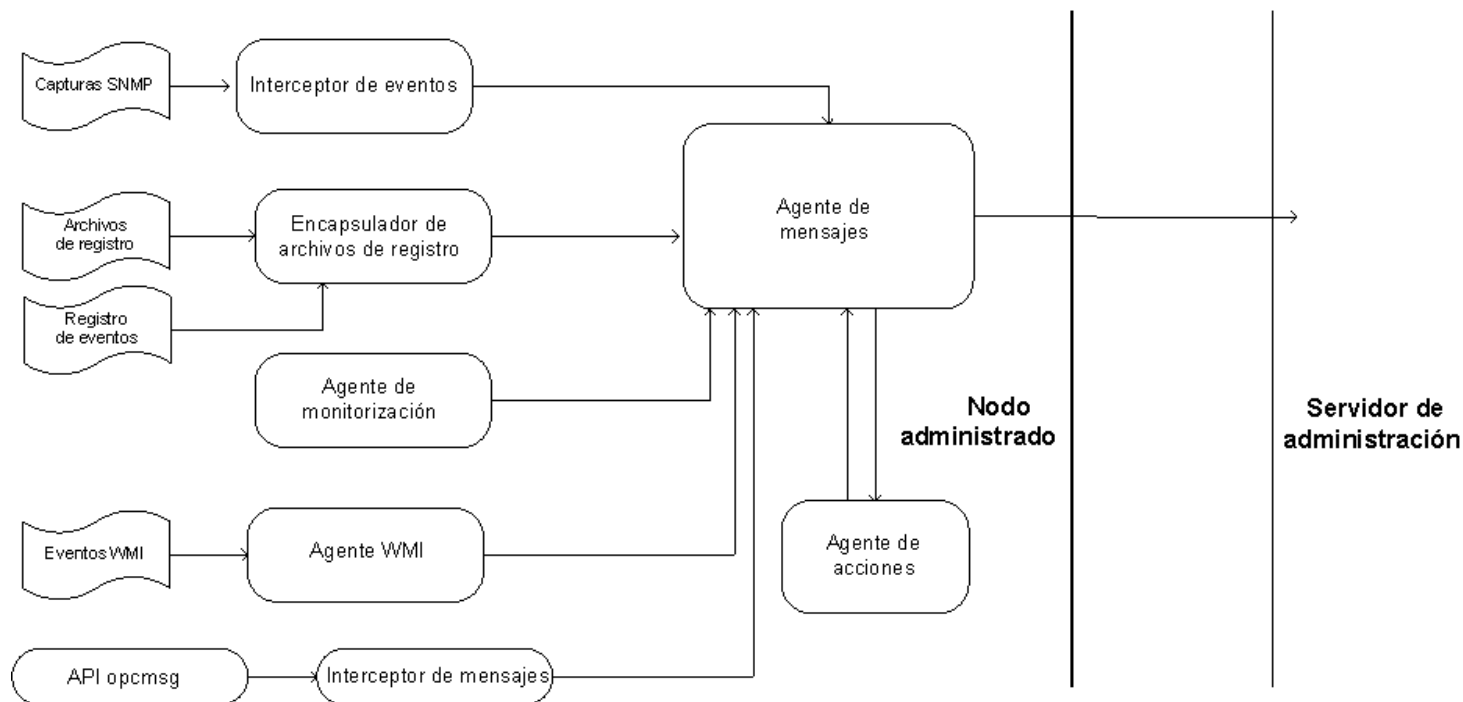 Capturas SNMP
Interceptor de eventos
Archivos
de registro
Encapsulador de
archivos de registro
Agente de
mensajes
Registro
de eventos
Agente de
monitorización
Nodo
administrado
Servidor de
administración
Eventos WMI
Agente WMI
Agente de
acciones
API opcmsg
Interceptor de mensajes